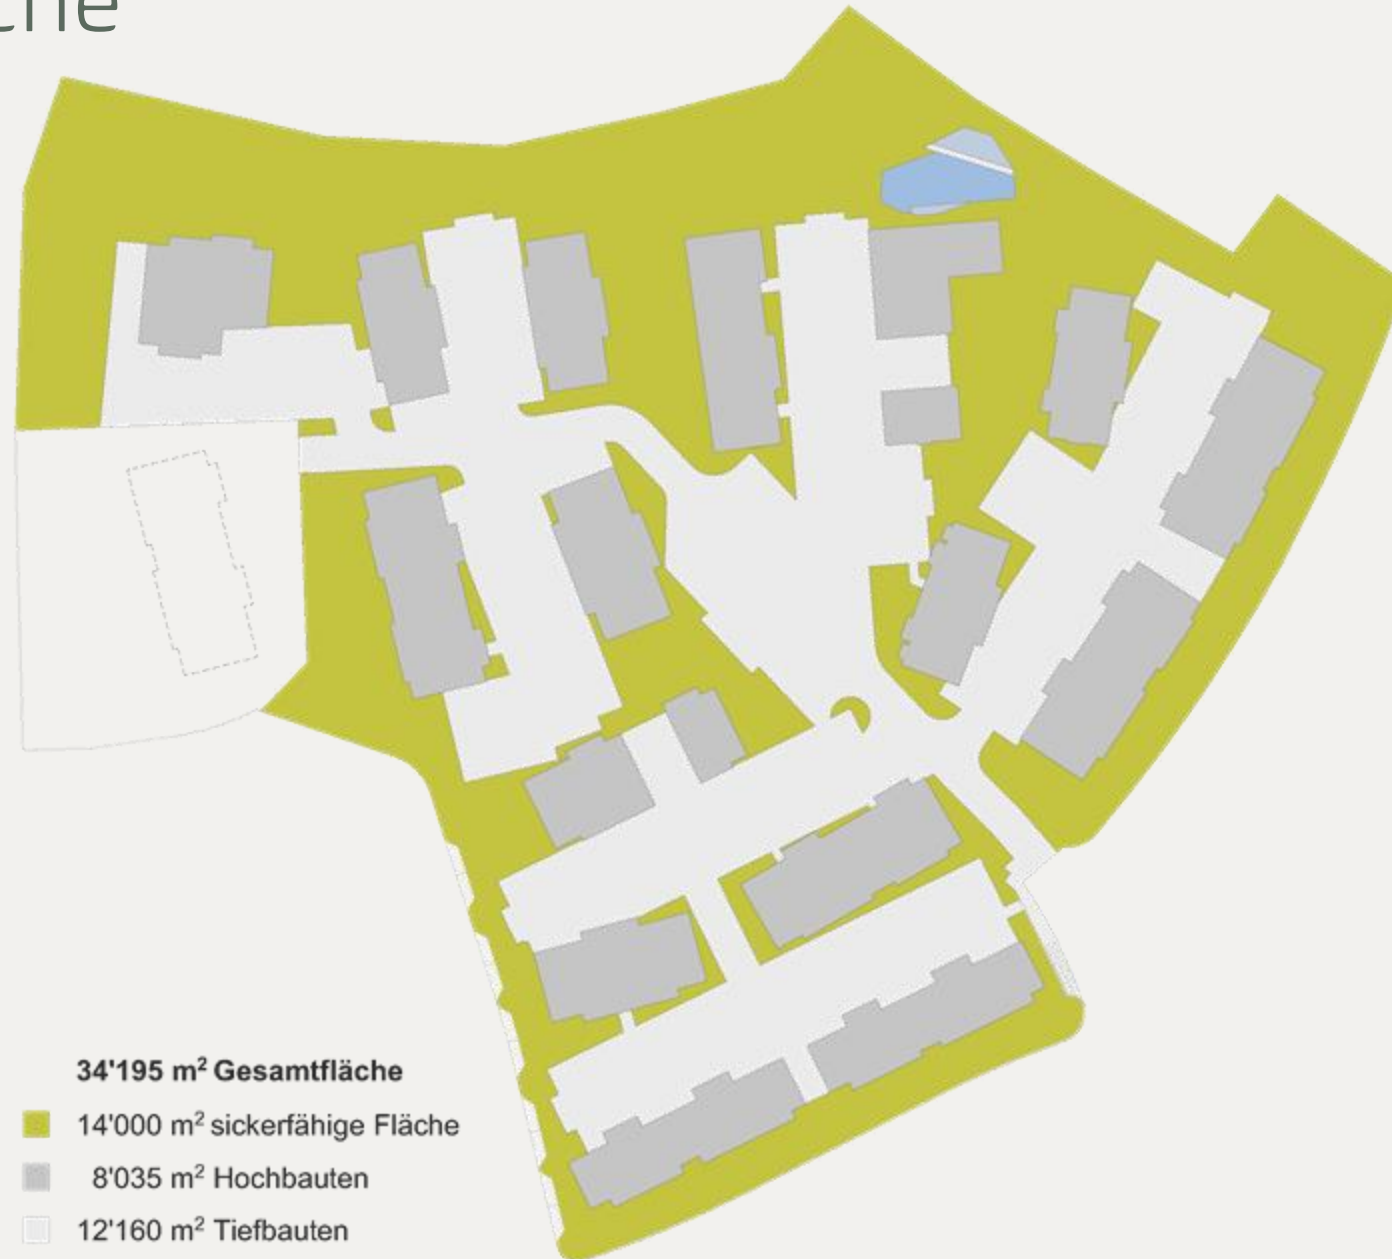 34'195 m² Gesamtfläche
14'000 m² sickerfähige Fläche
8'035 m² Hochbauten
12'160 m² Tiefbauten